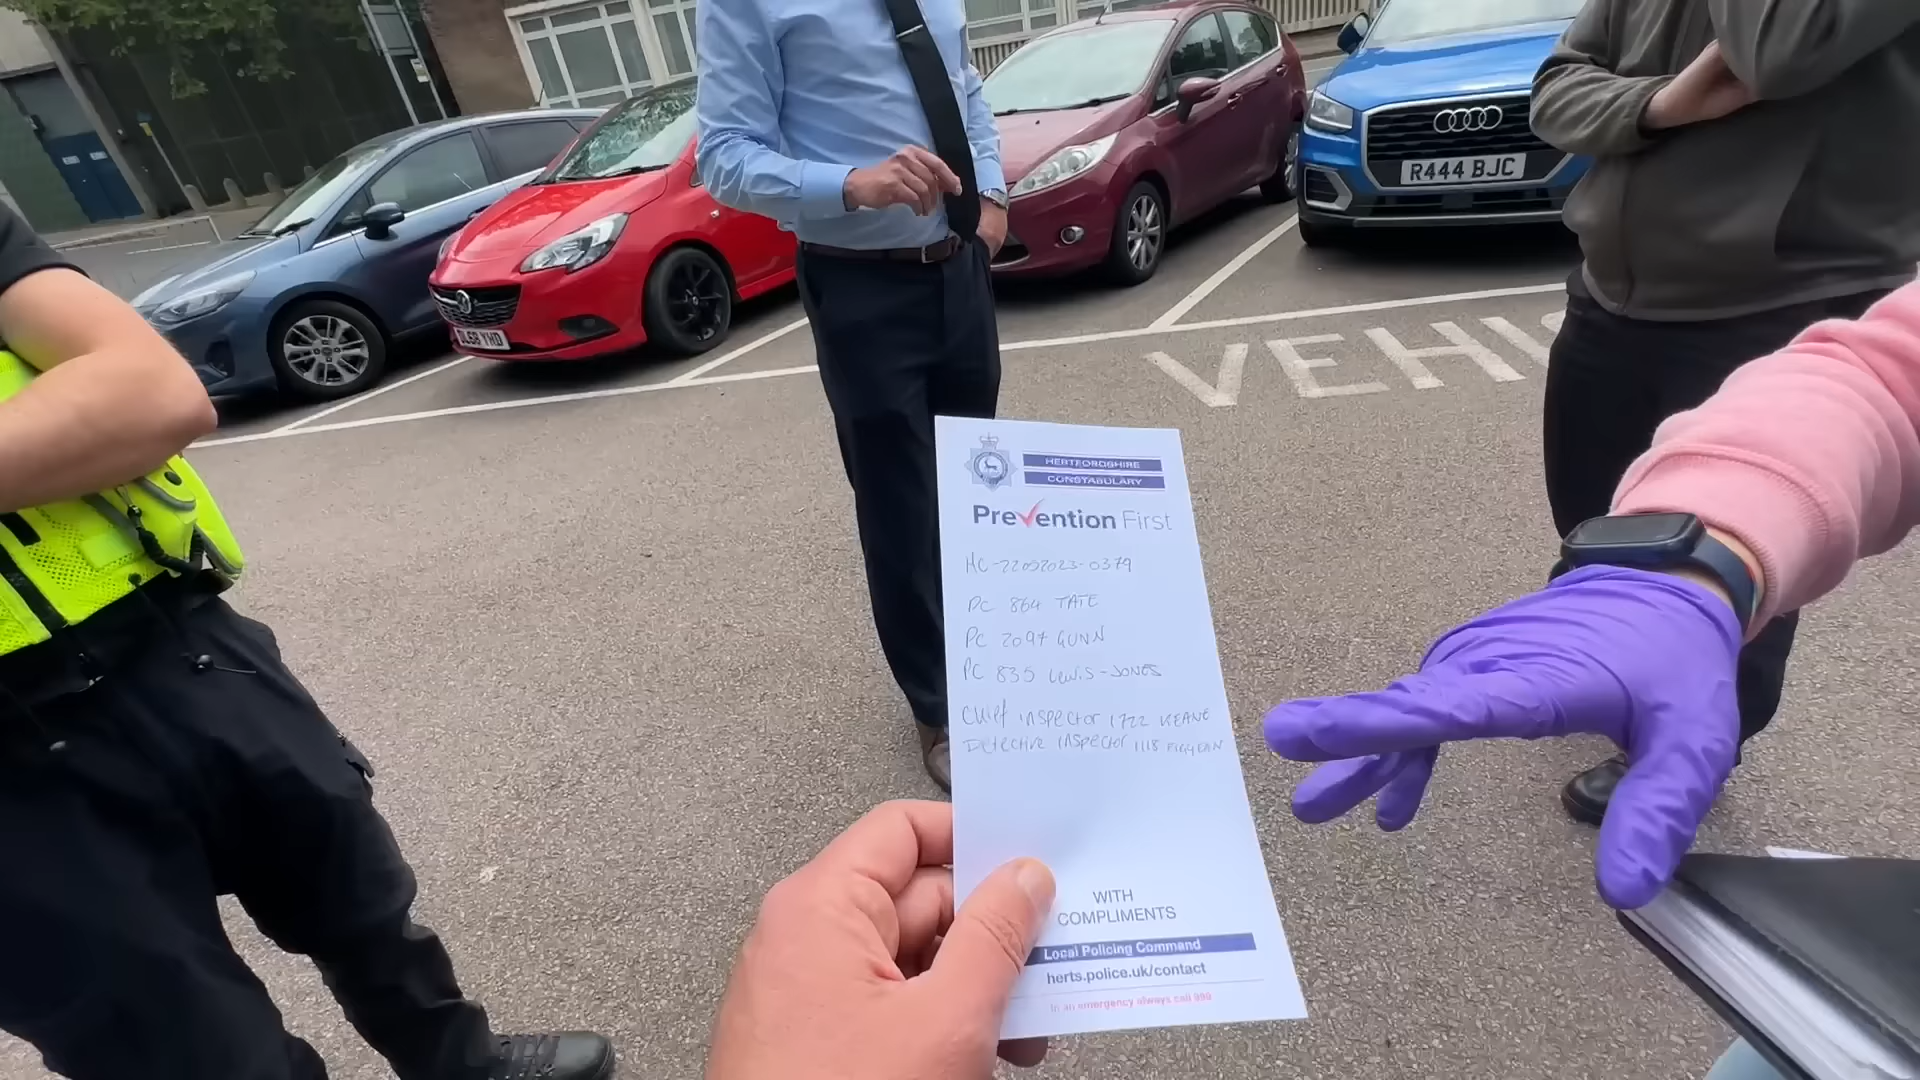 R444 BJC
DL68 YHD
VEHI
HERTFORDSHIRE
CONSTABULARY
Prevention First
HC-22052023-0379
PC 864 TATE
PC 2097 GUNN
PC 835 LEWIS-JONES
Chief inspector 1722 KEANE
Detective inspector 1118
WITH
COMPLIMENTS
Local Policing Command
herts.police.uk/contact
In an emergency always call 999